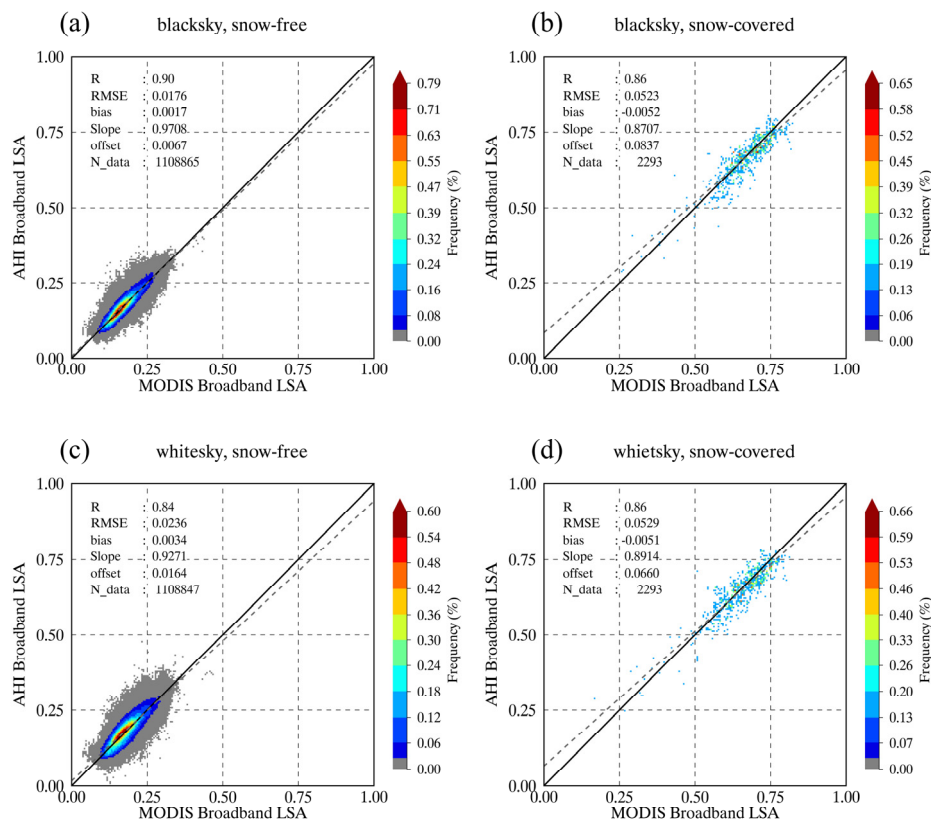 (a) blacksky, snow-free
R : 0.90
RMSE : 0.0176
bias : 0.0017
Slope : 0.9708
offset : 0.0067
N_data : 1108865
AHI Broadband LSA
1.00
0.75
0.50
0.25
0.00
0.00 0.25 0.50 0.75 1.00
MODIS Broadband LSA
0.79
0.71
0.63
0.55
0.47
0.39
0.32
0.24
0.16
0.08
0.00
Frequency (%)
(b) blacksky, snow-covered
R : 0.86
RMSE : 0.0523
bias : -0.0052
Slope : 0.8707
offset : 0.0837
N_data : 2293
AHI Broadband LSA
1.00
0.75
0.50
0.25
0.00
0.00 0.25 0.50 0.75 1.00
MODIS Broadband LSA
0.65
0.58
0.52
0.45
0.39
0.32
0.26
0.19
0.13
0.06
0.00
Frequency (%)
(c) whitesky, snow-free
R : 0.84
RMSE : 0.0236
bias : 0.0034
Slope : 0.9271
offset : 0.0164
N_data : 1108847
AHI Broadband LSA
1.00
0.75
0.50
0.25
0.00
0.00 0.25 0.50 0.75 1.00
MODIS Broadband LSA
0.60
0.54
0.48
0.42
0.36
0.30
0.24
0.18
0.12
0.06
0.00
Frequency (%)
(d) whietsky, snow-covered
R : 0.86
RMSE : 0.0529
bias : -0.0051
Slope : 0.8914
offset : 0.0660
N_data : 2293
AHI Broadband LSA
1.00
0.75
0.50
0.25
0.00
0.00 0.25 0.50 0.75 1.00
MODIS Broadband LSA
0.66
0.59
0.53
0.46
0.40
0.33
0.26
0.20
0.13
0.07
0.00
Frequency (%)